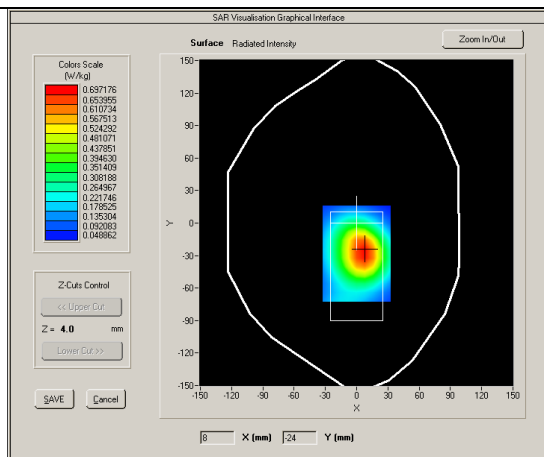 SAR Visualisation Graphical Interface
Surface Radiated Intensity
Zoom In/Out
Colors Scale
(W/kg)
0.697176
0.653955
0.610734
0.567513
0.524292
0.481071
0.437851
0.394630
0.351409
0.308188
0.264967
0.221746
0.178525
0.135304
0.092083
0.048862
Z-Cuts Control
<< Upper Cut
Z = 4.0 mm
Lower Cut >>
SAVE Cancel
150
120
90
60
30
0
-30
-60
-90
-120
-150
Y
-150 -120 -90 -60 -30 0 30 60 90 120 150
X
8 X (mm) -24 Y (mm)